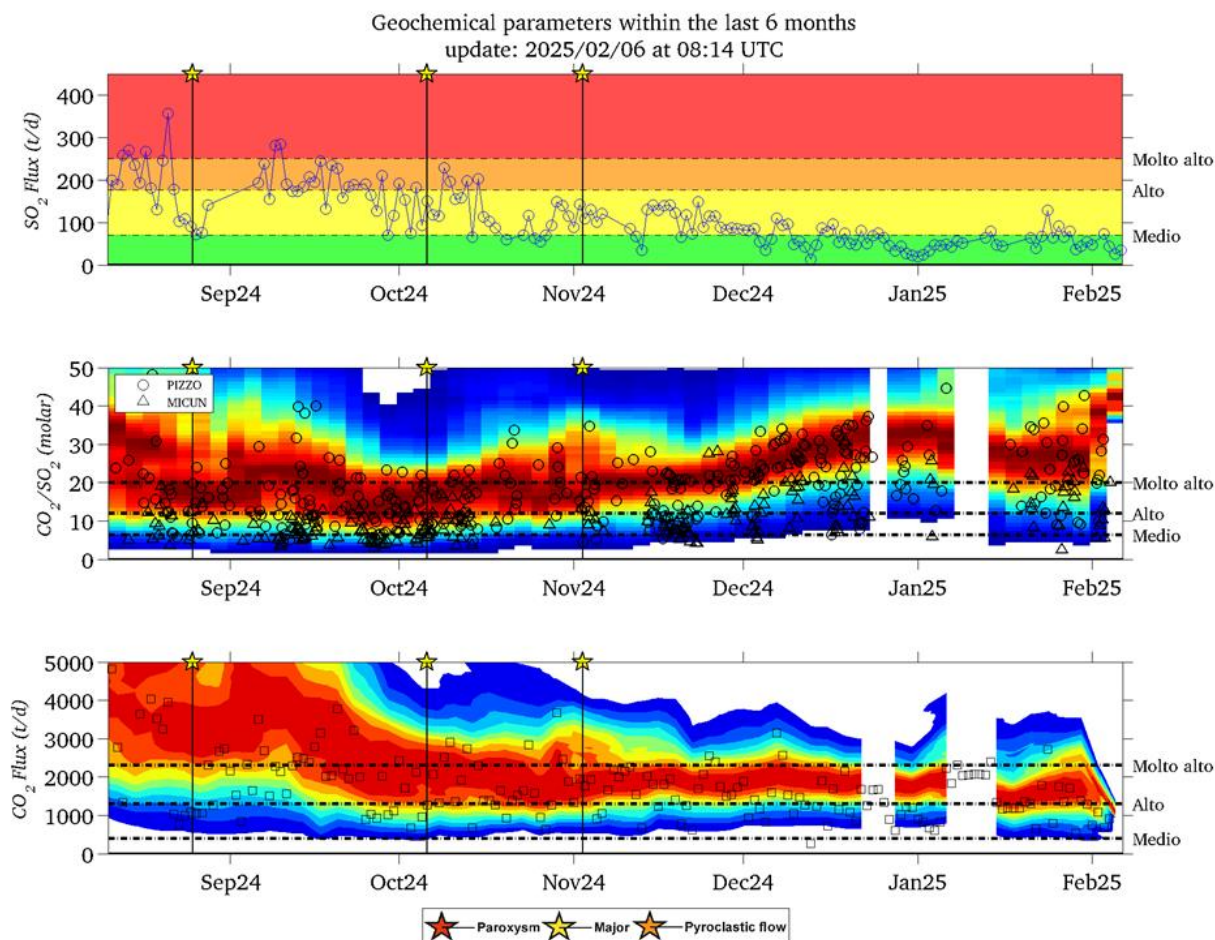 Geochemical parameters within the last 6 months
update: 2025/02/06 at 08:14 UTC
SO2 Flux (t/d)
400
300
200
100
0
Molto alto
Alto
Medio
Sep24 Oct24 Nov24 Dec24 Jan25 Feb25
CO2/SO2 (molar)
50
40
30
20
10
0
PIZZO
MICUN
Molto alto
Alto
Medio
Sep24 Oct24 Nov24 Dec24 Jan25 Feb25
CO2 Flux (t/d)
5000
4000
3000
2000
1000
0
Molto alto
Alto
Medio
Sep24 Oct24 Nov24 Dec24 Jan25 Feb25
Paroxysm Major Pyroclastic flow